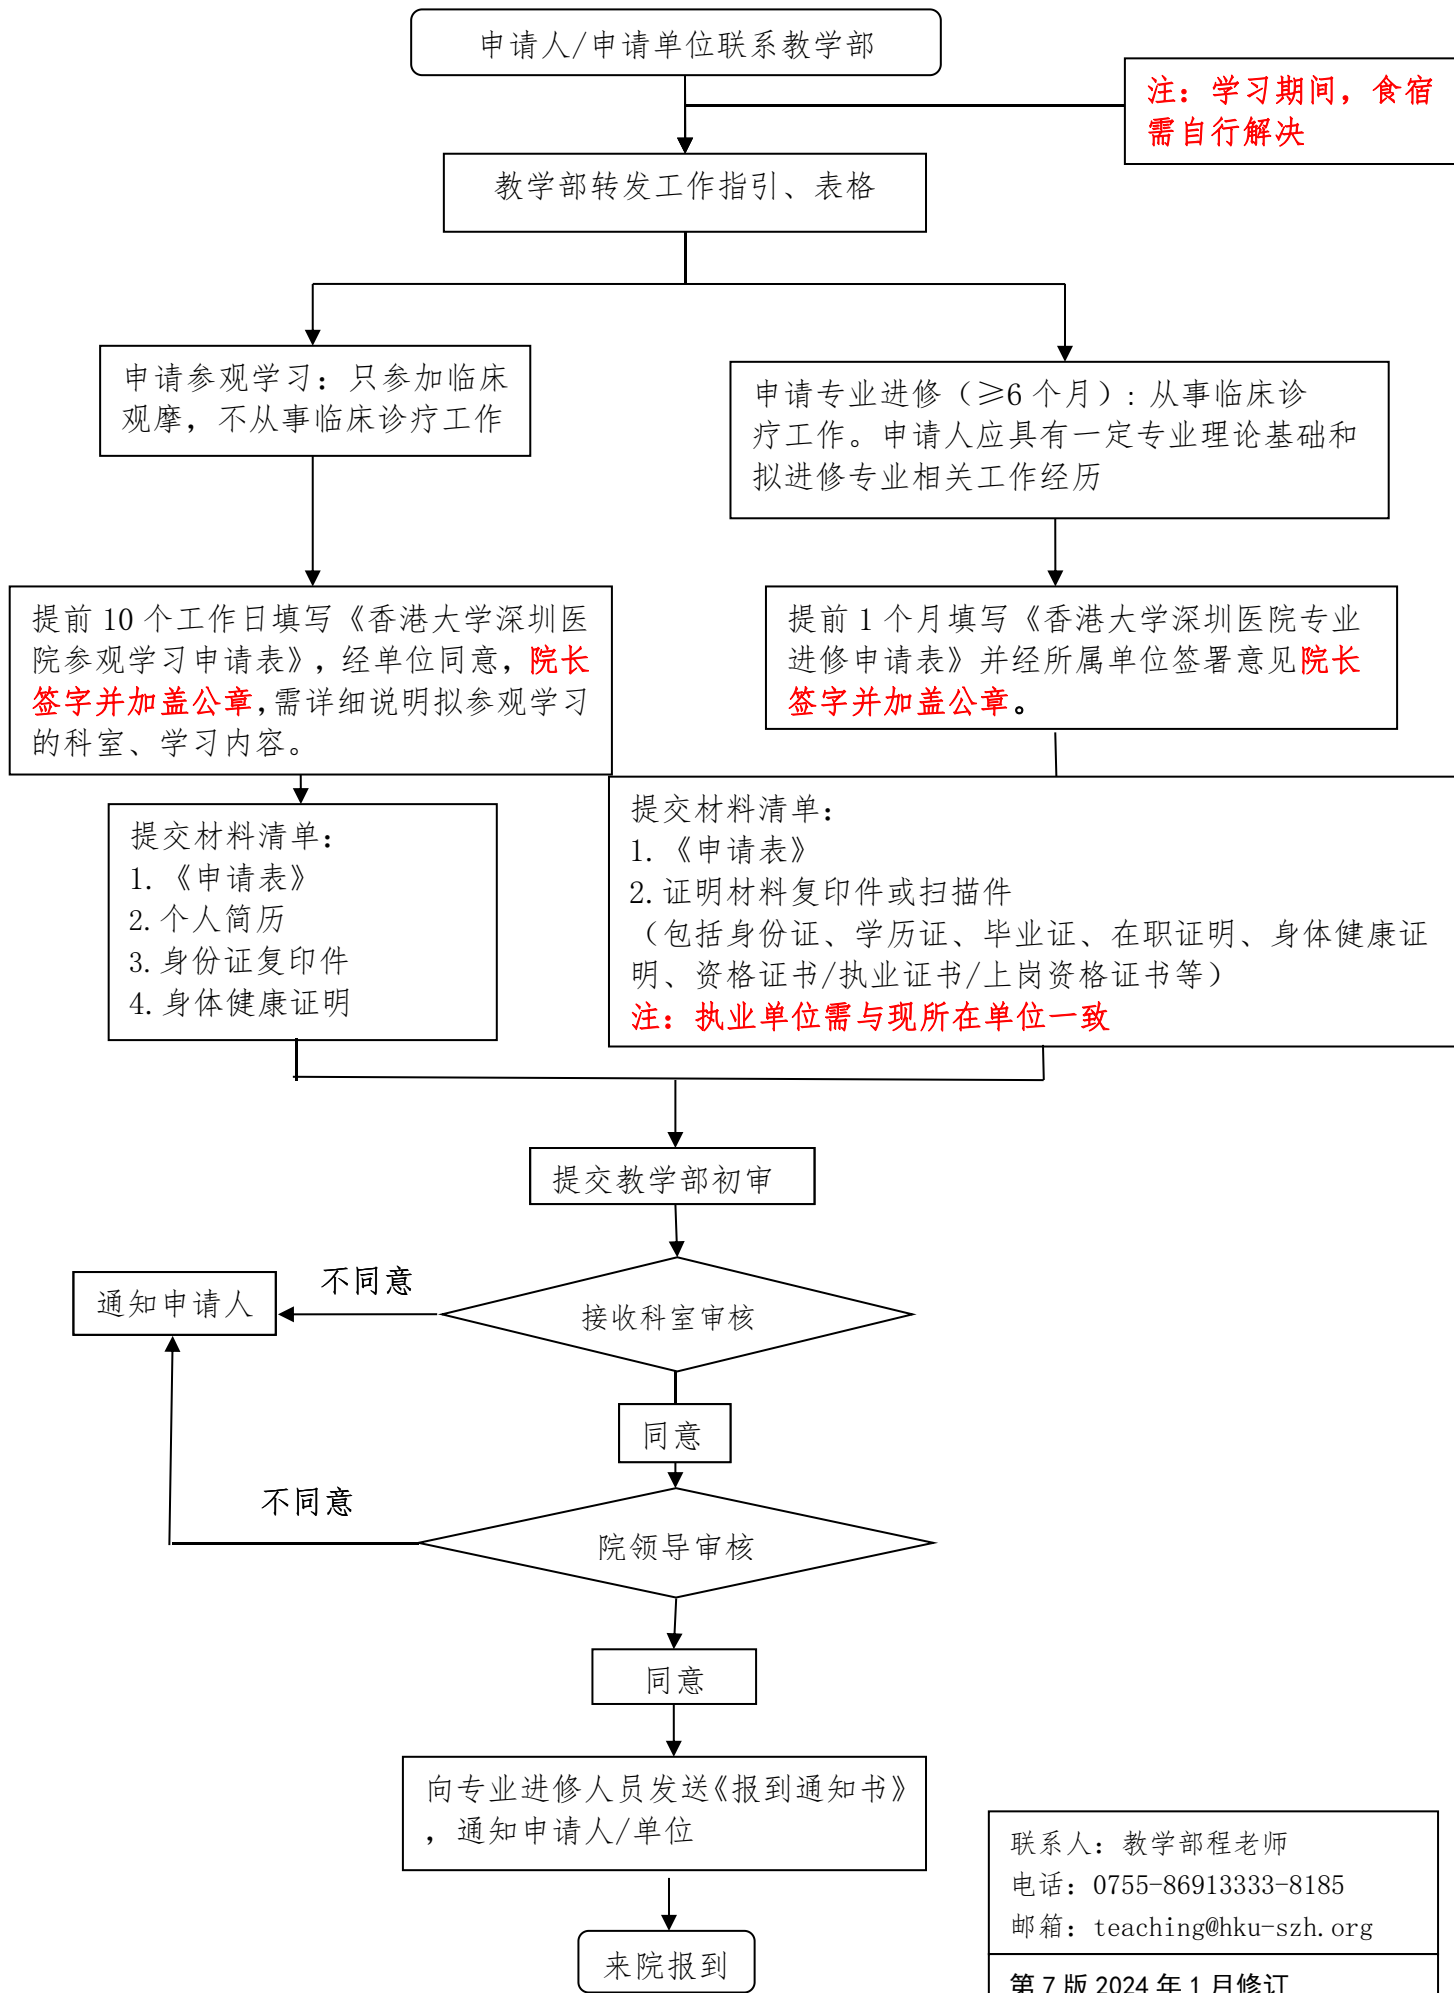 申请人/申请单位联系教学部
注：学习期间，食宿
需自行解决
教学部转发工作指引、表格
申请参观学习：只参加临床
观摩，不从事临床诊疗工作
申请专业进修（≥6个月）：从事临床诊
疗工作。申请人应具有一定专业理论基础和
拟进修专业相关工作经历
提前10个工作日填写《香港大学深圳医
院参观学习申请表》，经单位同意，院长
签字并加盖公章，需详细说明拟参观学习
的科室、学习内容。
提前1个月填写《香港大学深圳医院专业
进修申请表》并经所属单位签署意见院长
签字并加盖公章。
提交材料清单：
1.《申请表》
2.个人简历
3.身份证复印件
4.身体健康证明
提交材料清单：
1.《申请表》
2.证明材料复印件或扫描件
（包括身份证、学历证、毕业证、在职证明、身体健康证
明、资格证书/执业证书/上岗资格证书等）
注：执业单位需与现所在单位一致
提交教学部初审
不同意
通知申请人
接收科室审核
同意
不同意
院领导审核
同意
向专业进修人员发送《报到通知书》
，通知申请人/单位
来院报到
联系人：教学部程老师
电话：0755-86913333-8185
邮箱：teaching@hku-szh.org
第7版 2024年1月修订